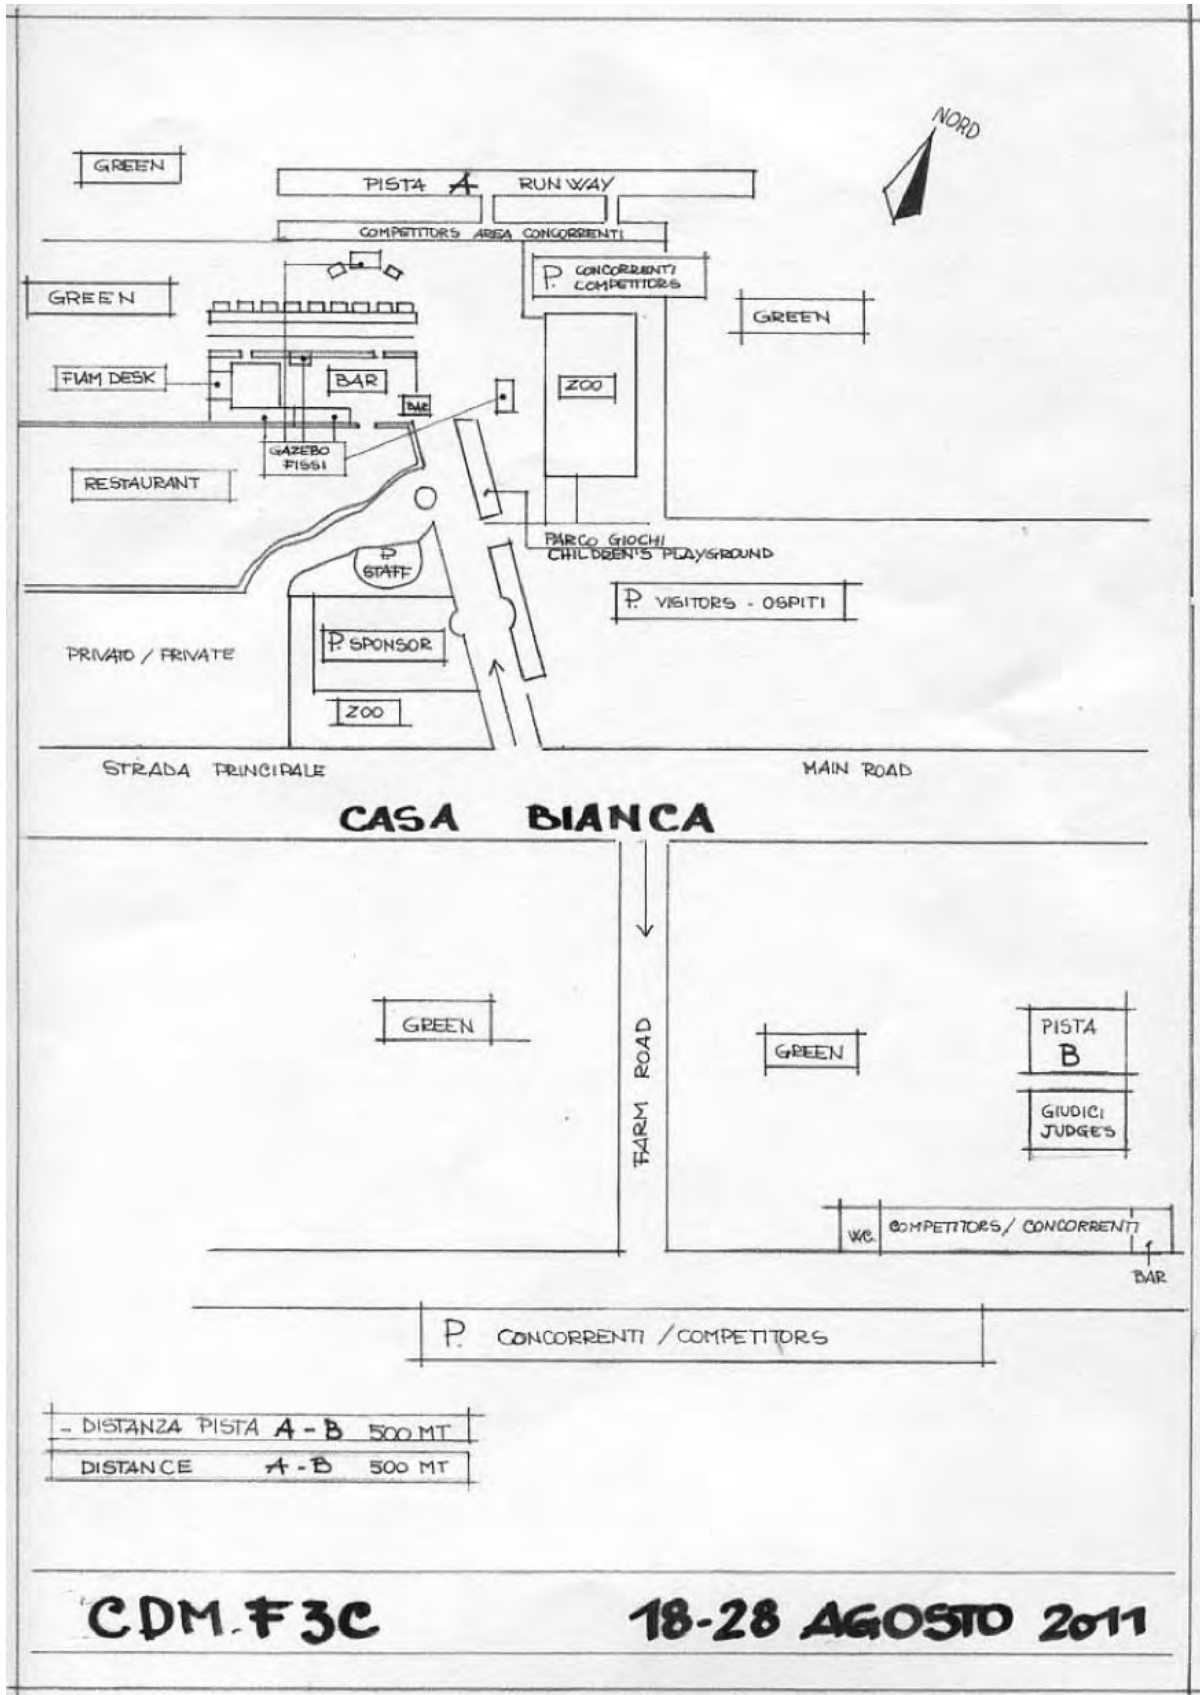 NORD
GREEN
PISTA A RUNWAY
COMPETITORS AREA CONCORRENTI
P. CONCORRENTI
COMPETITORS
GREEN
GREEN
FIAM DESK
BAR
ZOO
BAR
GAZEBO
FISSI
RESTAURANT
PARCO GIOCHI
CHILDREN'S PLAYGROUND
P.
STAFF
P. VISITORS - OSPITI
PRIVATO / PRIVATE
P. SPONSOR
ZOO
STRADA PRINCIPALE
MAIN ROAD
CASA BIANCA
GREEN
FARM ROAD
GREEN
PISTA
B
GIUDICI
JUDGES
W.C.
COMPETITORS / CONCORRENTI
BAR
P. CONCORRENTI / COMPETITORS
- DISTANZA PISTA A - B 500 MT
DISTANCE A - B 500 MT
CDM.F3C
18-28 AGOSTO 2011